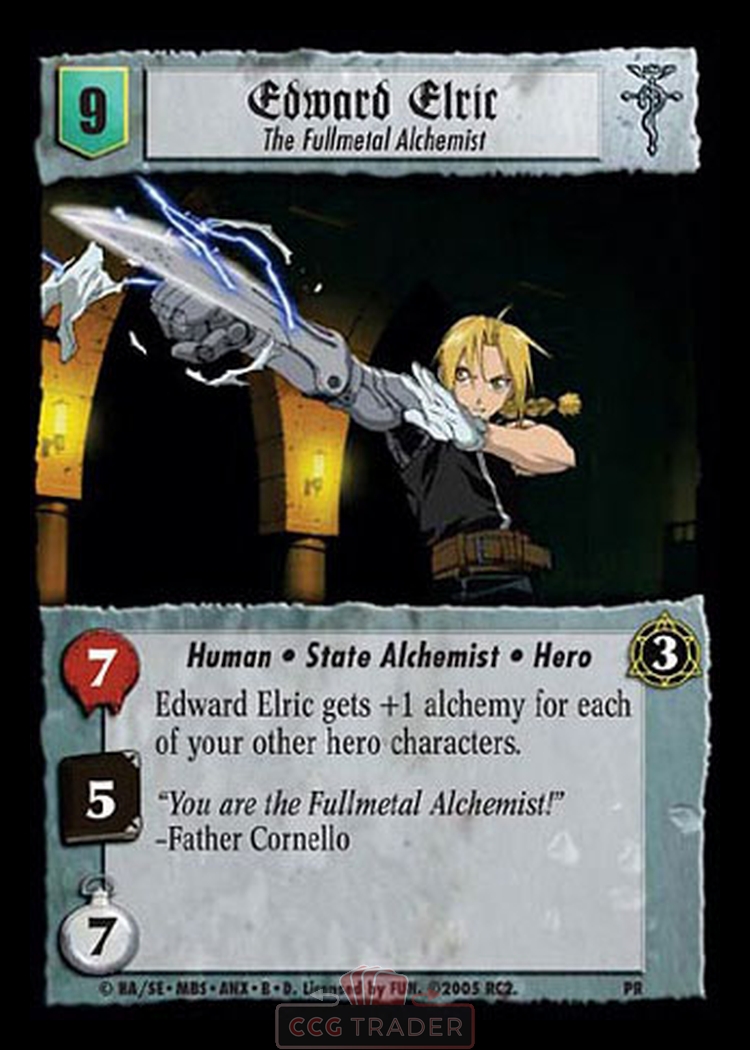 9
Edward Elric
The Fullmetal Alchemist
7
Human • State Alchemist • Hero
3
Edward Elric gets +1 alchemy for each
of your other hero characters.
5
“You are the Fullmetal Alchemist!”
–Father Cornello
7
© HA/SE • MBS • ANX • B • D. Licensed by FUN. ©2005 RC2.
PR
CCG TRADER